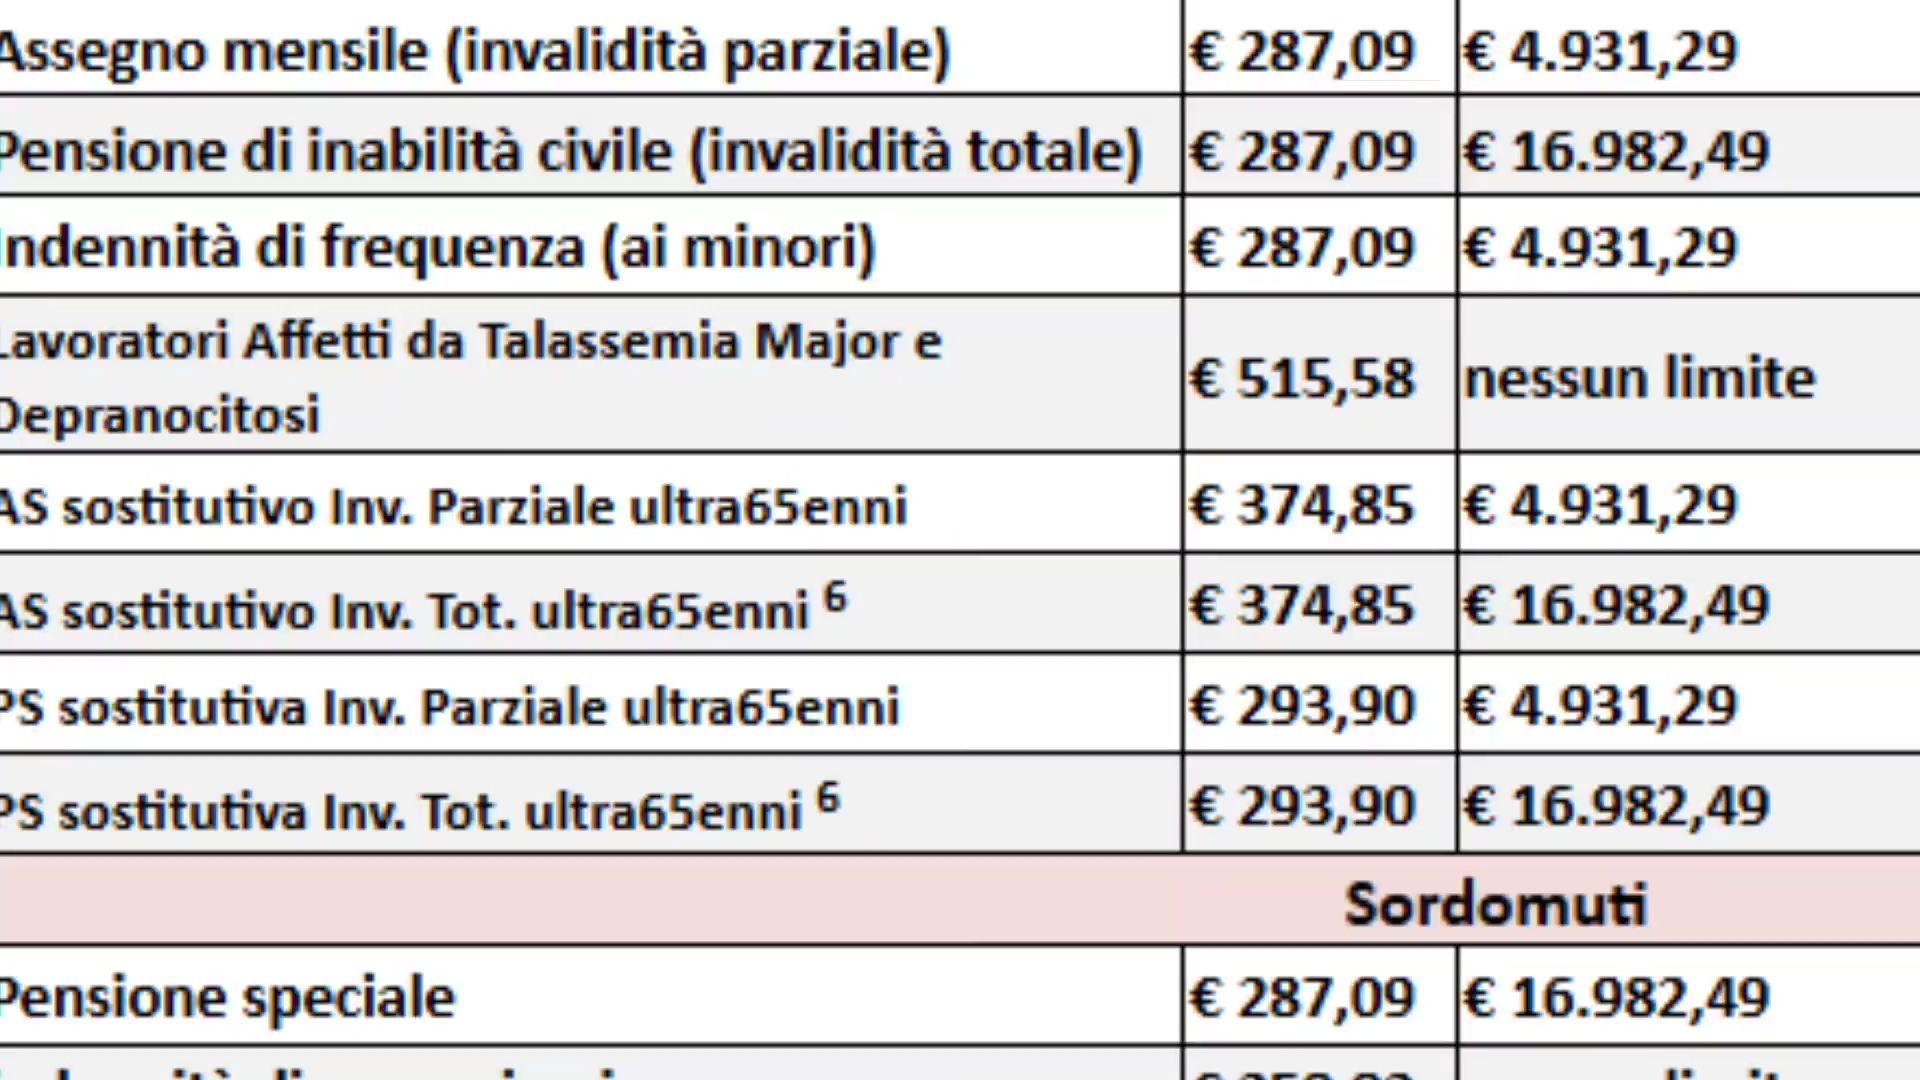 Assegno mensile (invalidità parziale) € 287,09 € 4.931,29
Pensione di inabilità civile (invalidità totale) € 287,09 € 16.982,49
Indennità di frequenza (ai minori) € 287,09 € 4.931,29
Lavoratori Affetti da Talassemia Major e
Depranocitosi € 515,58 nessun limite
AS sostitutivo Inv. Parziale ultra65enni € 374,85 € 4.931,29
AS sostitutivo Inv. Tot. ultra65enni 6 € 374,85 € 16.982,49
PS sostitutiva Inv. Parziale ultra65enni € 293,90 € 4.931,29
PS sostitutiva Inv. Tot. ultra65enni 6 € 293,90 € 16.982,49
Sordomuti
Pensione speciale € 287,09 € 16.982,49